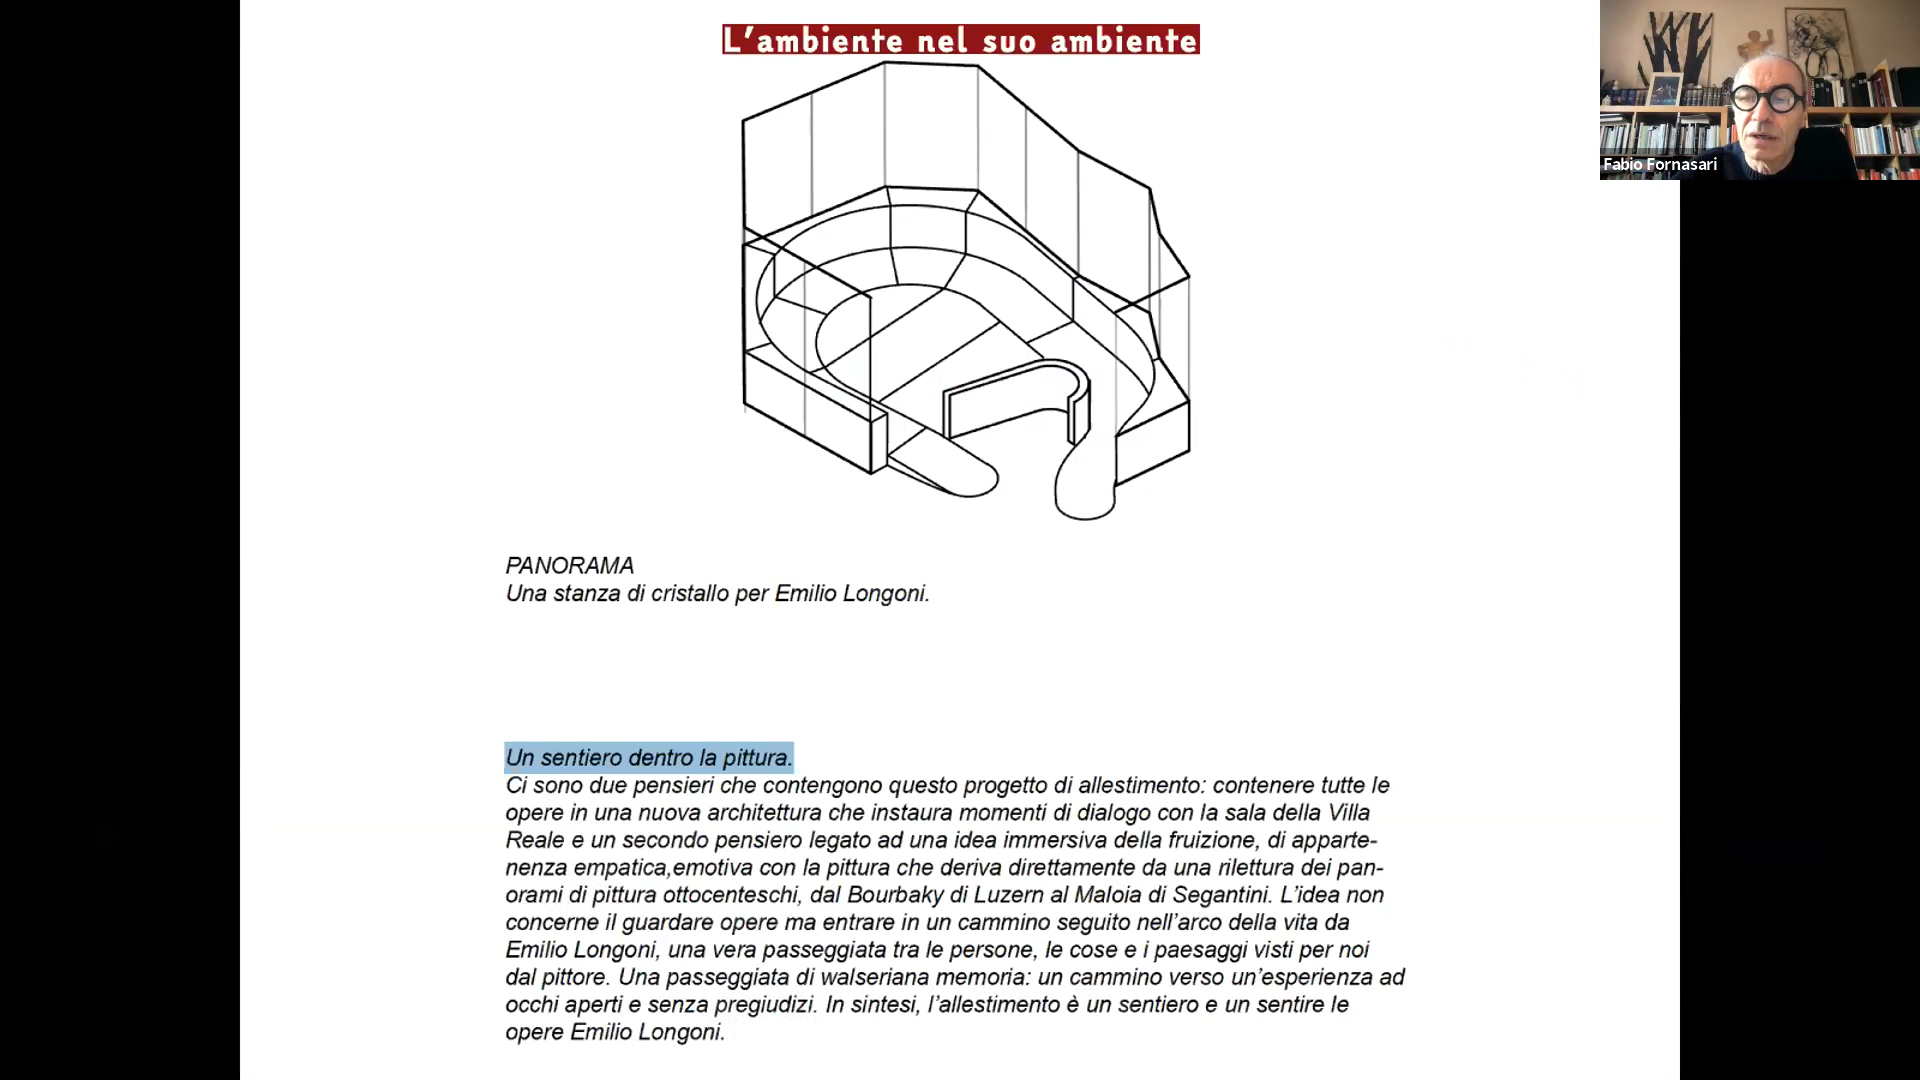 L'ambiente nel suo ambiente
Fabio Fornasari
PANORAMA
Una stanza di cristallo per Emilio Longoni.
Un sentiero dentro la pittura.
Ci sono due pensieri che contengono questo progetto di allestimento: contenere tutte le
opere in una nuova architettura che instaura momenti di dialogo con la sala della Villa
Reale e un secondo pensiero legato ad una idea immersiva della fruizione, di apparte-
nenza empatica,emotiva con la pittura che deriva direttamente da una rilettura dei pan-
orami di pittura ottocenteschi, dal Bourbaky di Luzern al Maloia di Segantini. L'idea non
concerne il guardare opere ma entrare in un cammino seguito nell'arco della vita da
Emilio Longoni, una vera passeggiata tra le persone, le cose e i paesaggi visti per noi
dal pittore. Una passeggiata di walseriana memoria: un cammino verso un'esperienza ad
occhi aperti e senza pregiudizi. In sintesi, l'allestimento è un sentiero e un sentire le
opere Emilio Longoni.